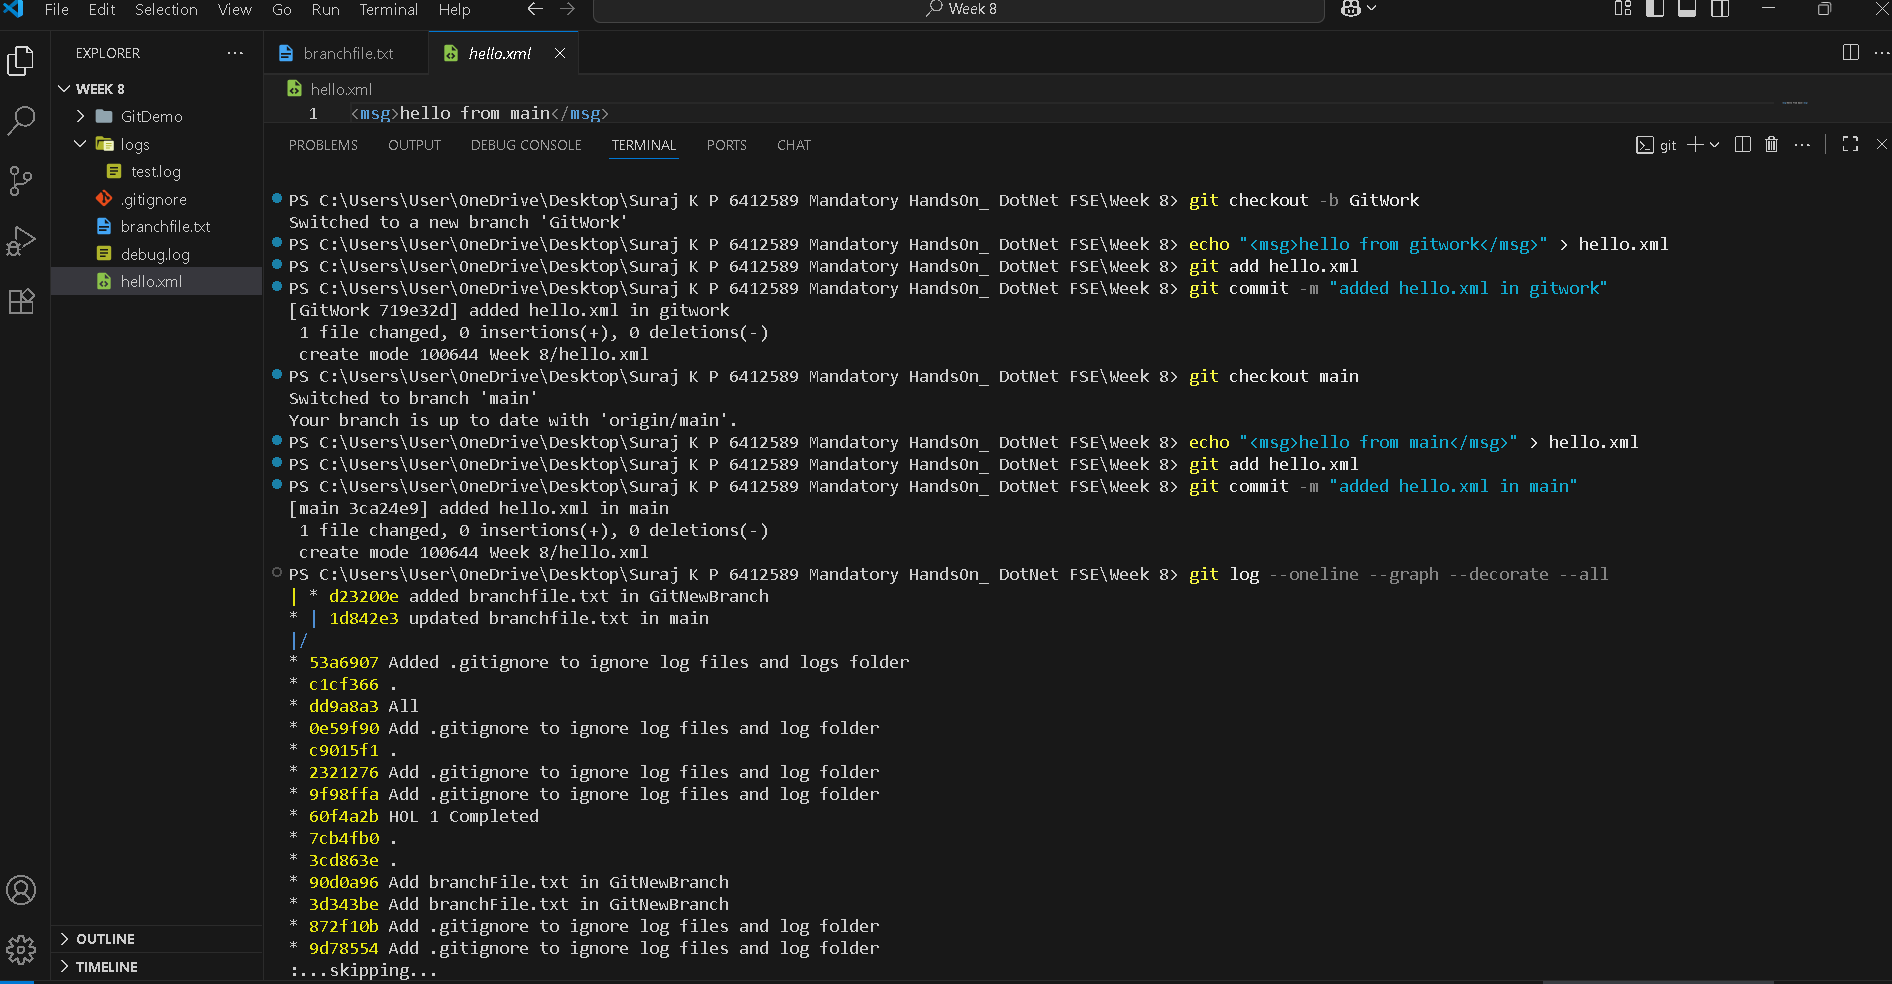 File Edit Selection View Go Run Terminal Help Week 8
EXPLORER
WEEK 8
GitDemo
logs
test.log
.gitignore
branchfile.txt
debug.log
hello.xml
OUTLINE
TIMELINE
branchfile.txt hello.xml
hello.xml
1 <msg>hello from main</msg>
PROBLEMS OUTPUT DEBUG CONSOLE TERMINAL PORTS CHAT git
PS C:\Users\User\OneDrive\Desktop\Suraj K P 6412589 Mandatory HandsOn_ DotNet FSE\Week 8> git checkout -b GitWork
Switched to a new branch 'GitWork'
PS C:\Users\User\OneDrive\Desktop\Suraj K P 6412589 Mandatory HandsOn_ DotNet FSE\Week 8> echo "<msg>hello from gitwork</msg>" > hello.xml
PS C:\Users\User\OneDrive\Desktop\Suraj K P 6412589 Mandatory HandsOn_ DotNet FSE\Week 8> git add hello.xml
PS C:\Users\User\OneDrive\Desktop\Suraj K P 6412589 Mandatory HandsOn_ DotNet FSE\Week 8> git commit -m "added hello.xml in gitwork"
[GitWork 719e32d] added hello.xml in gitwork
1 file changed, 0 insertions(+), 0 deletions(-)
create mode 100644 Week 8/hello.xml
PS C:\Users\User\OneDrive\Desktop\Suraj K P 6412589 Mandatory HandsOn_ DotNet FSE\Week 8> git checkout main
Switched to branch 'main'
Your branch is up to date with 'origin/main'.
PS C:\Users\User\OneDrive\Desktop\Suraj K P 6412589 Mandatory HandsOn_ DotNet FSE\Week 8> echo "<msg>hello from main</msg>" > hello.xml
PS C:\Users\User\OneDrive\Desktop\Suraj K P 6412589 Mandatory HandsOn_ DotNet FSE\Week 8> git add hello.xml
PS C:\Users\User\OneDrive\Desktop\Suraj K P 6412589 Mandatory HandsOn_ DotNet FSE\Week 8> git commit -m "added hello.xml in main"
[main 3ca24e9] added hello.xml in main
1 file changed, 0 insertions(+), 0 deletions(-)
create mode 100644 Week 8/hello.xml
PS C:\Users\User\OneDrive\Desktop\Suraj K P 6412589 Mandatory HandsOn_ DotNet FSE\Week 8> git log --oneline --graph --decorate --all
| * d23200e added branchfile.txt in GitNewBranch
* | 1d842e3 updated branchfile.txt in main
|/
* 53a6907 Added .gitignore to ignore log files and logs folder
* c1cf366 .
* dd9a8a3 All
* 0e59f90 Add .gitignore to ignore log files and log folder
* c9015f1 .
* 2321276 Add .gitignore to ignore log files and log folder
* 9f98ffa Add .gitignore to ignore log files and log folder
* 60f4a2b HOL 1 Completed
* 7cb4fb0 .
* 3cd863e .
* 90d0a96 Add branchFile.txt in GitNewBranch
* 3d343be Add branchFile.txt in GitNewBranch
* 872f10b Add .gitignore to ignore log files and log folder
* 9d78554 Add .gitignore to ignore log files and log folder
:...skipping...